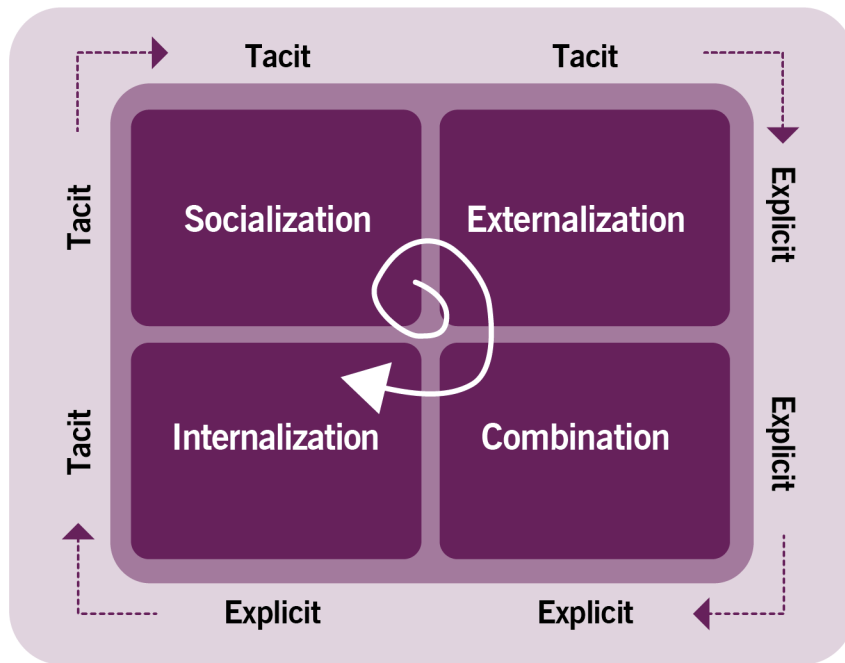 Tacit
Tacit
Tacit
Explicit
Socialization
Externalization
Internalization
Combination
Tacit
Explicit
Explicit
Explicit